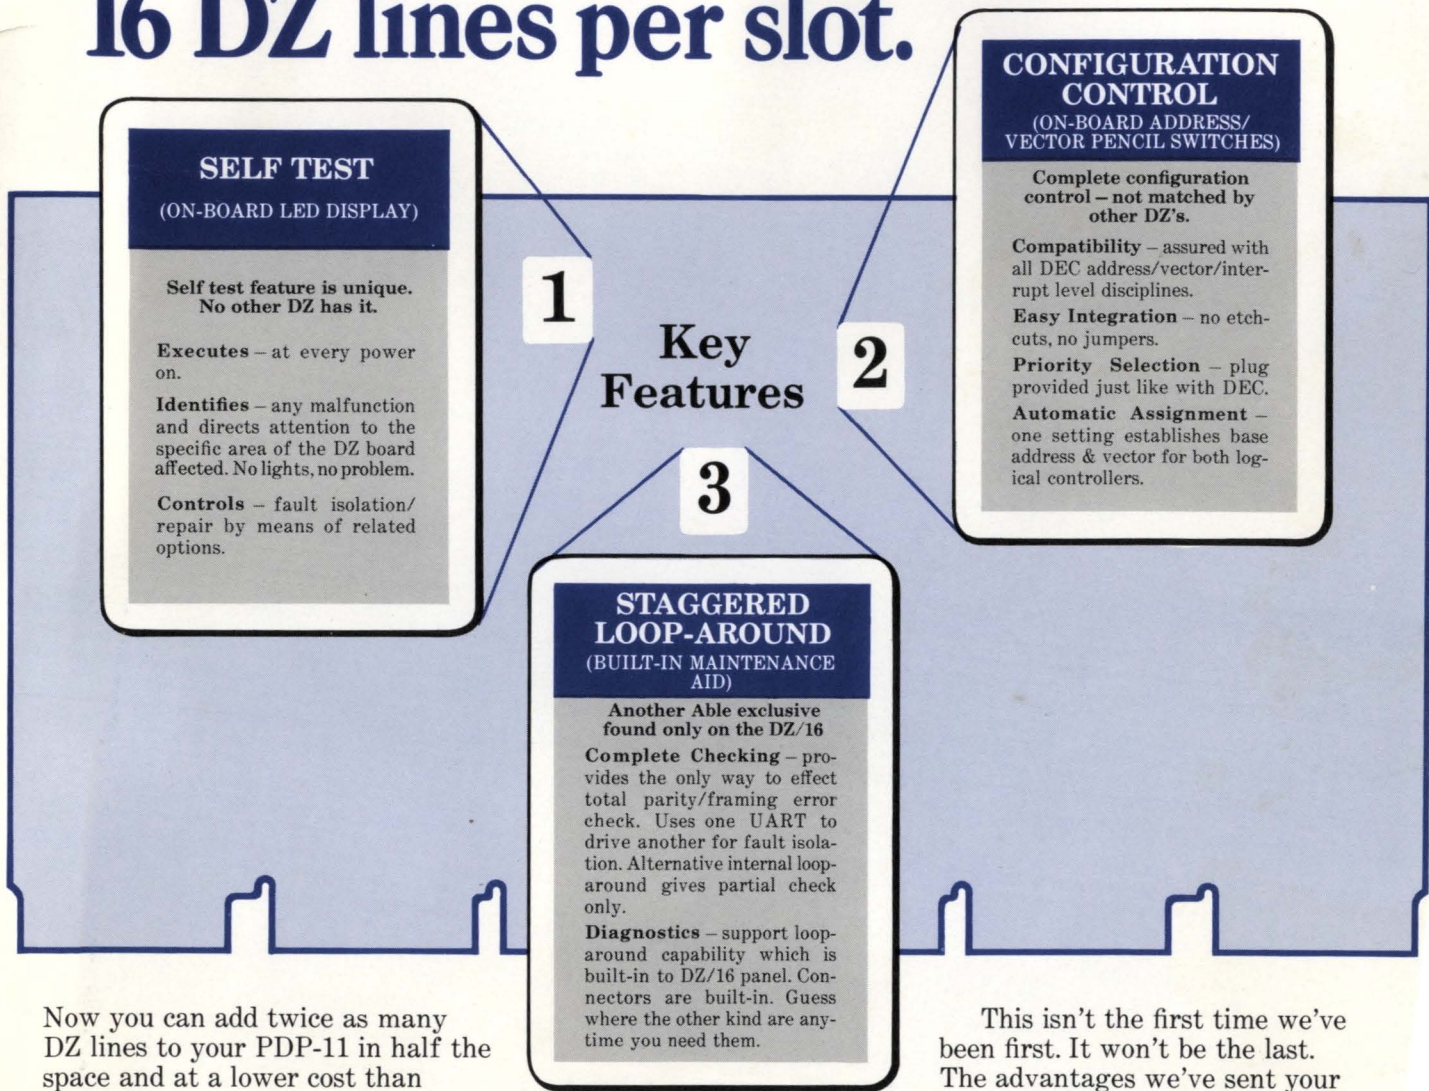 16 DZ lines per slot.
SELF TEST
(ON-BOARD LED DISPLAY)
Self test feature is unique.
No other DZ has it.
Executes – at every power
on.
Identifies – any malfunction
and directs attention to the
specific area of the DZ board
affected. No lights, no problem.
Controls – fault isolation/
repair by means of related
options.
1
Key
Features
2
CONFIGURATION
CONTROL
(ON-BOARD ADDRESS/
VECTOR PENCIL SWITCHES)
Complete configuration
control – not matched by
other DZ's.
Compatibility – assured with
all DEC address/vector/inter-
rupt level disciplines.
Easy Integration – no etch-
cuts, no jumpers.
Priority Selection – plug
provided just like with DEC.
Automatic Assignment –
one setting establishes base
address & vector for both log-
ical controllers.
3
STAGGERED
LOOP-AROUND
(BUILT-IN MAINTENANCE
AID)
Another Able exclusive
found only on the DZ/16
Complete Checking – pro-
vides the only way to effect
total parity/framing error
check. Uses one UART to
drive another for fault isola-
tion. Alternative internal loop-
around gives partial check
only.
Diagnostics – support loop-
around capability which is
built-in to DZ/16 panel. Con-
nectors are built-in. Guess
where the other kind are any-
time you need them.
Now you can add twice as many
DZ lines to your PDP-11 in half the
space and at a lower cost than
This isn't the first time we've
been first. It won't be the last.
The advantages we've sent your